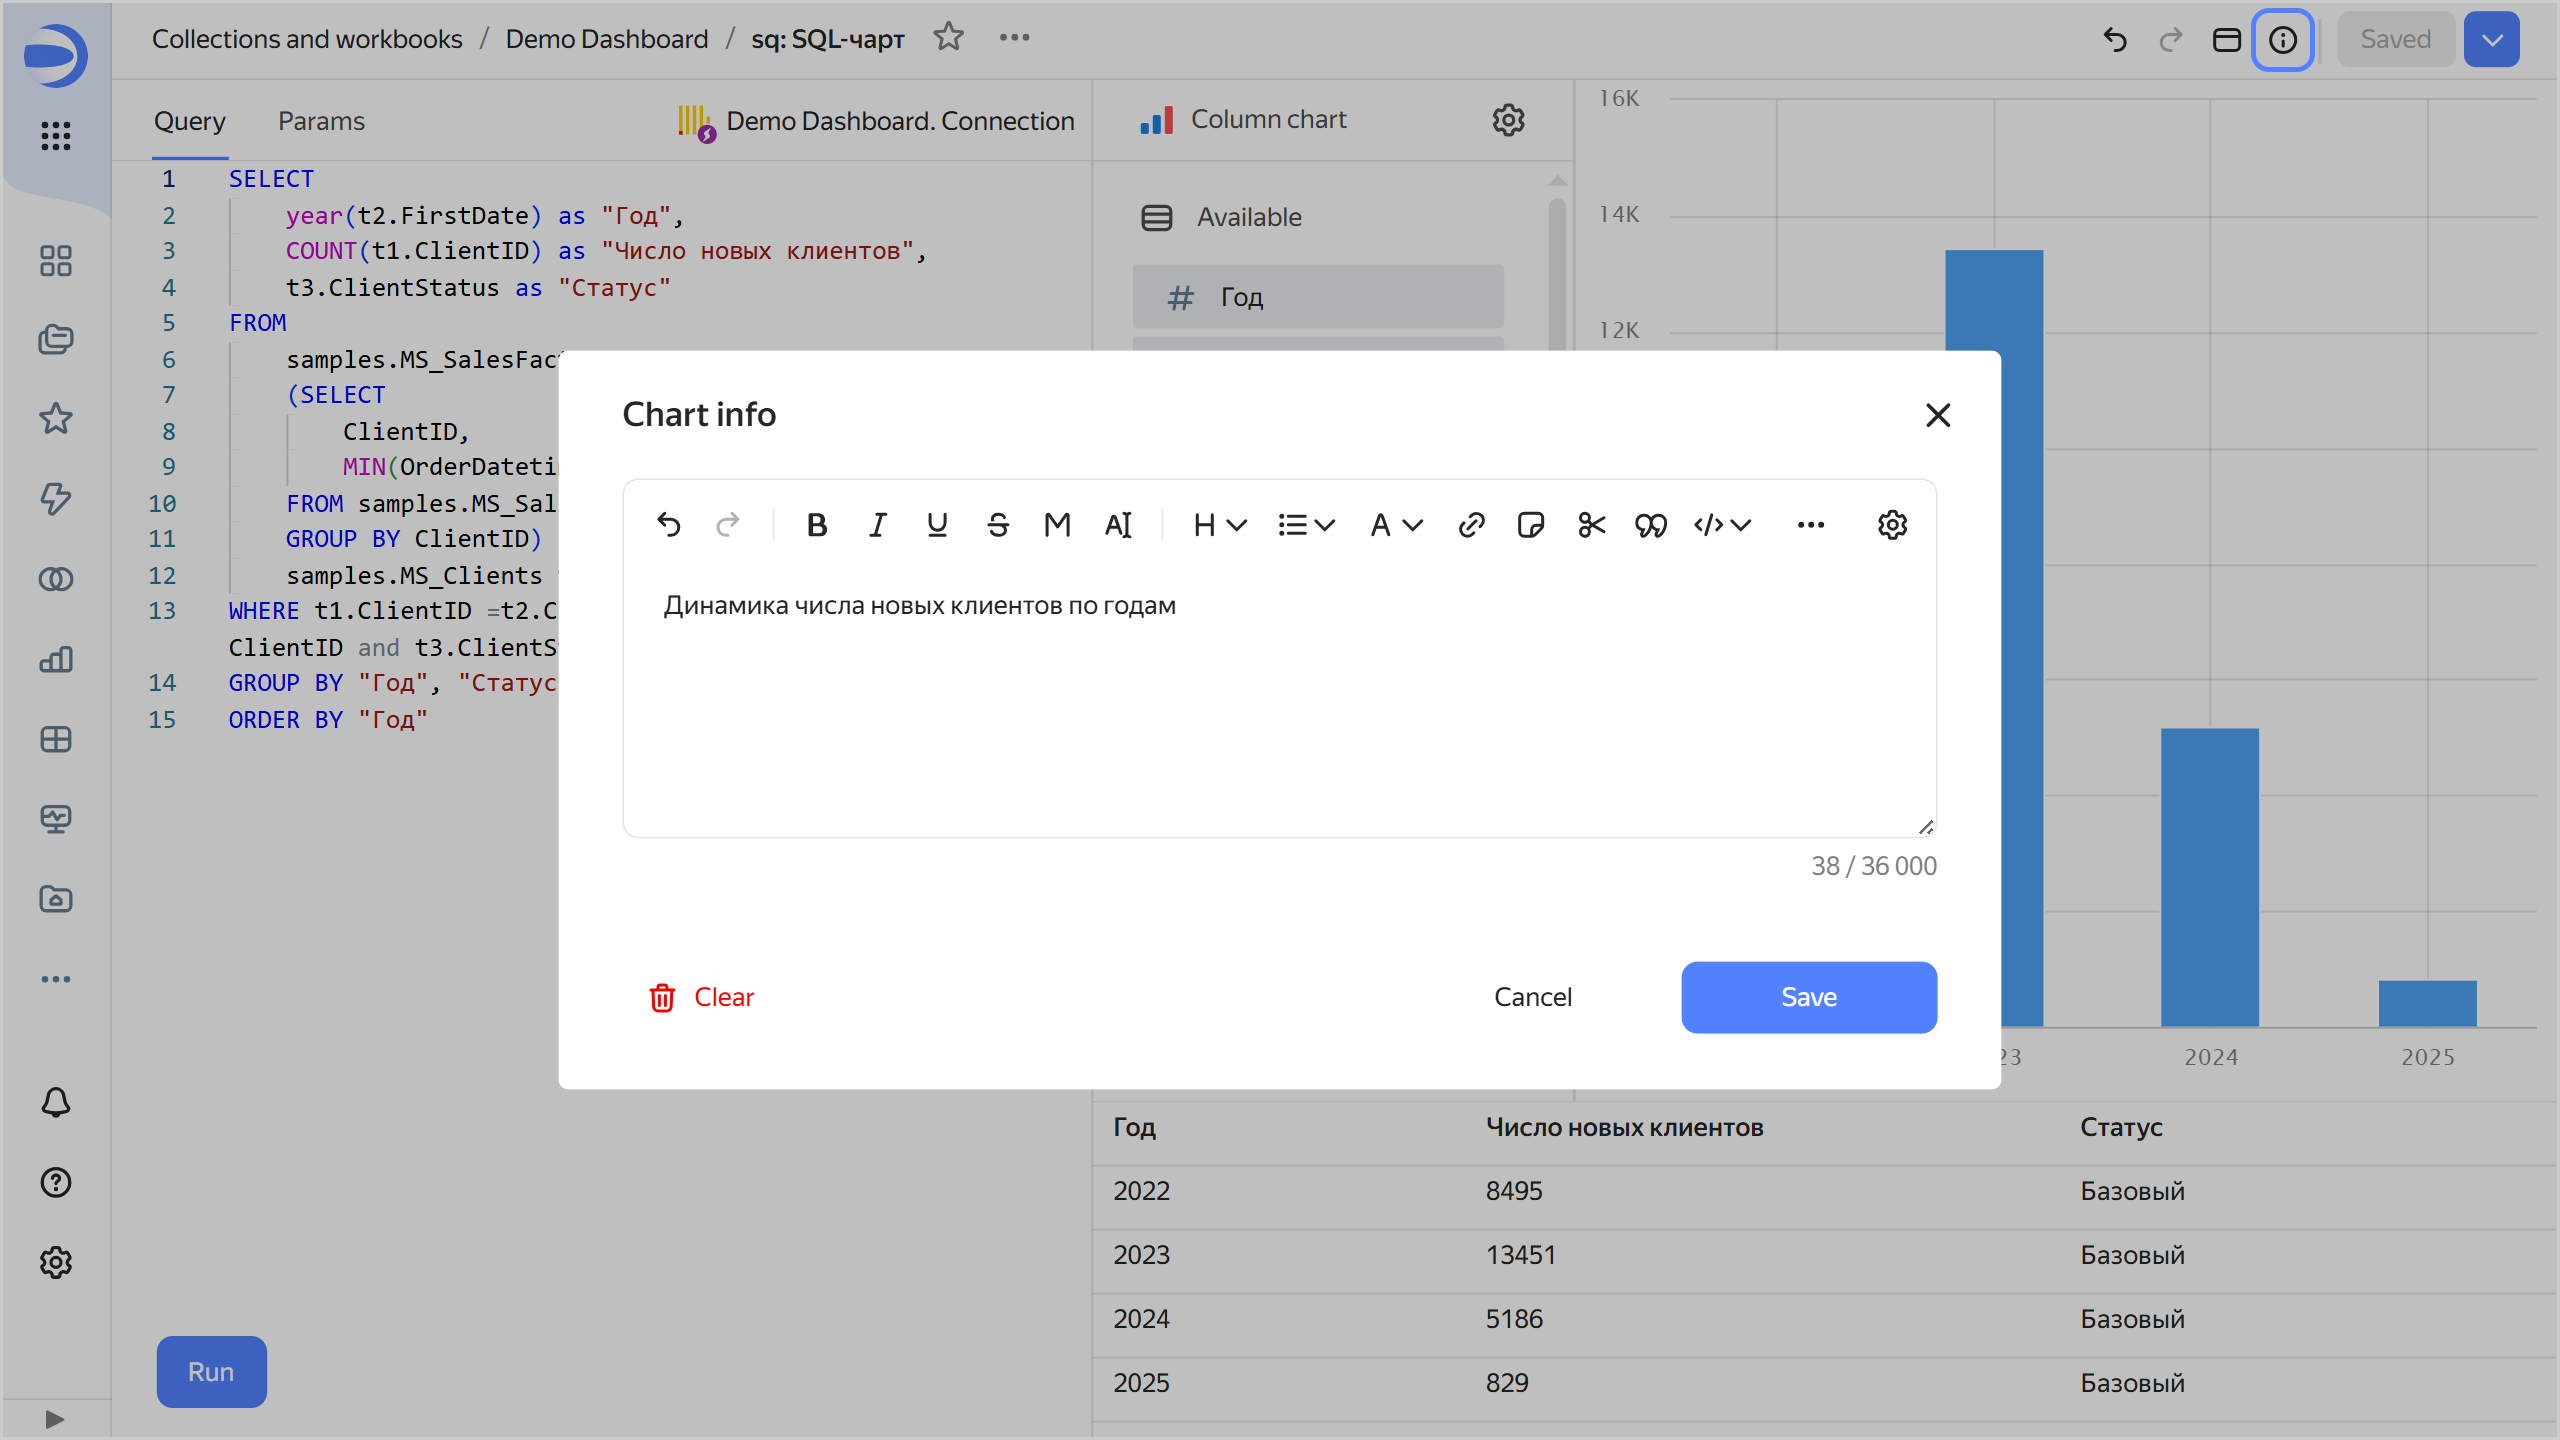 Collections and workbooks / Demo Dashboard / sq: SQL-чарт
Saved
Query
Params
Demo Dashboard. Connection
1 SELECT
2 year(t2.FirstDate) as "Год",
3 COUNT(t1.ClientID) as "Число новых клиентов",
4 t3.ClientStatus as "Статус"
5 FROM
6 samples.MS_SalesFac
7 (SELECT
8 ClientID,
9 MIN(OrderDateti
10 FROM samples.MS_Sal
11 GROUP BY ClientID)
12 samples.MS_Clients
13 WHERE t1.ClientID =t2.C
ClientID and t3.ClientS
14 GROUP BY "Год", "Статус
15 ORDER BY "Год"
Run
Column chart
Available
# Год
16K
14K
12K
23
2024
2025
Chart info
B I U S M AI H A
Динамика числа новых клиентов по годам
38 / 36 000
Clear
Cancel
Save
Год Число новых клиентов Статус
2022 8495 Базовый
2023 13451 Базовый
2024 5186 Базовый
2025 829 Базовый